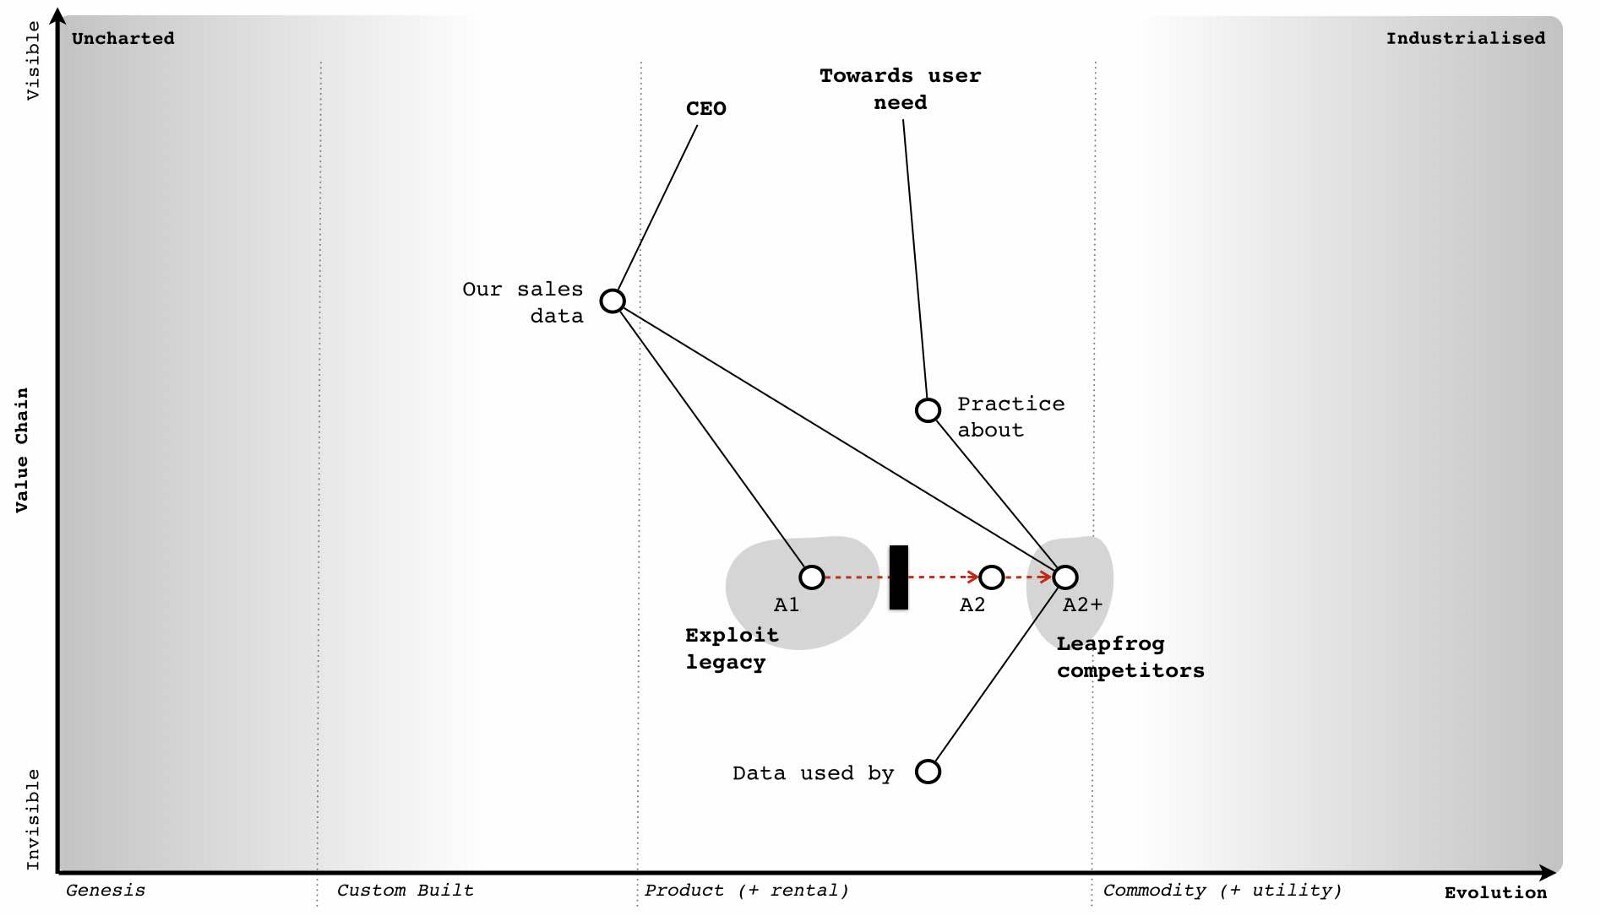 Visible
Uncharted
Industrialised
Towards user
need
CEO
Our sales
data
Value Chain
Practice
about
A1
A2
A2+
Exploit
legacy
Leapfrog
competitors
Data used by
Invisible
Genesis
Custom Built
Product (+ rental)
Commodity (+ utility)
Evolution